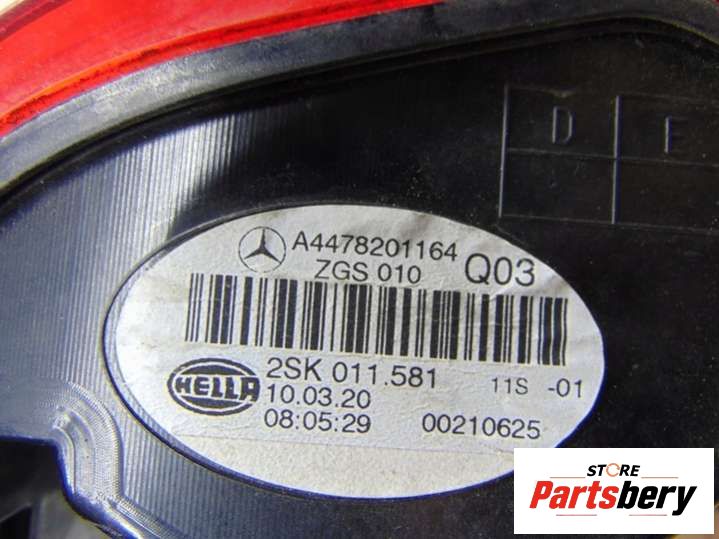 D E
A4478201164
ZGS 010 Q03
HELLA 2SK 011.581 11S -01
10.03.20
08:05:29 00210625
STORE
Partsbery